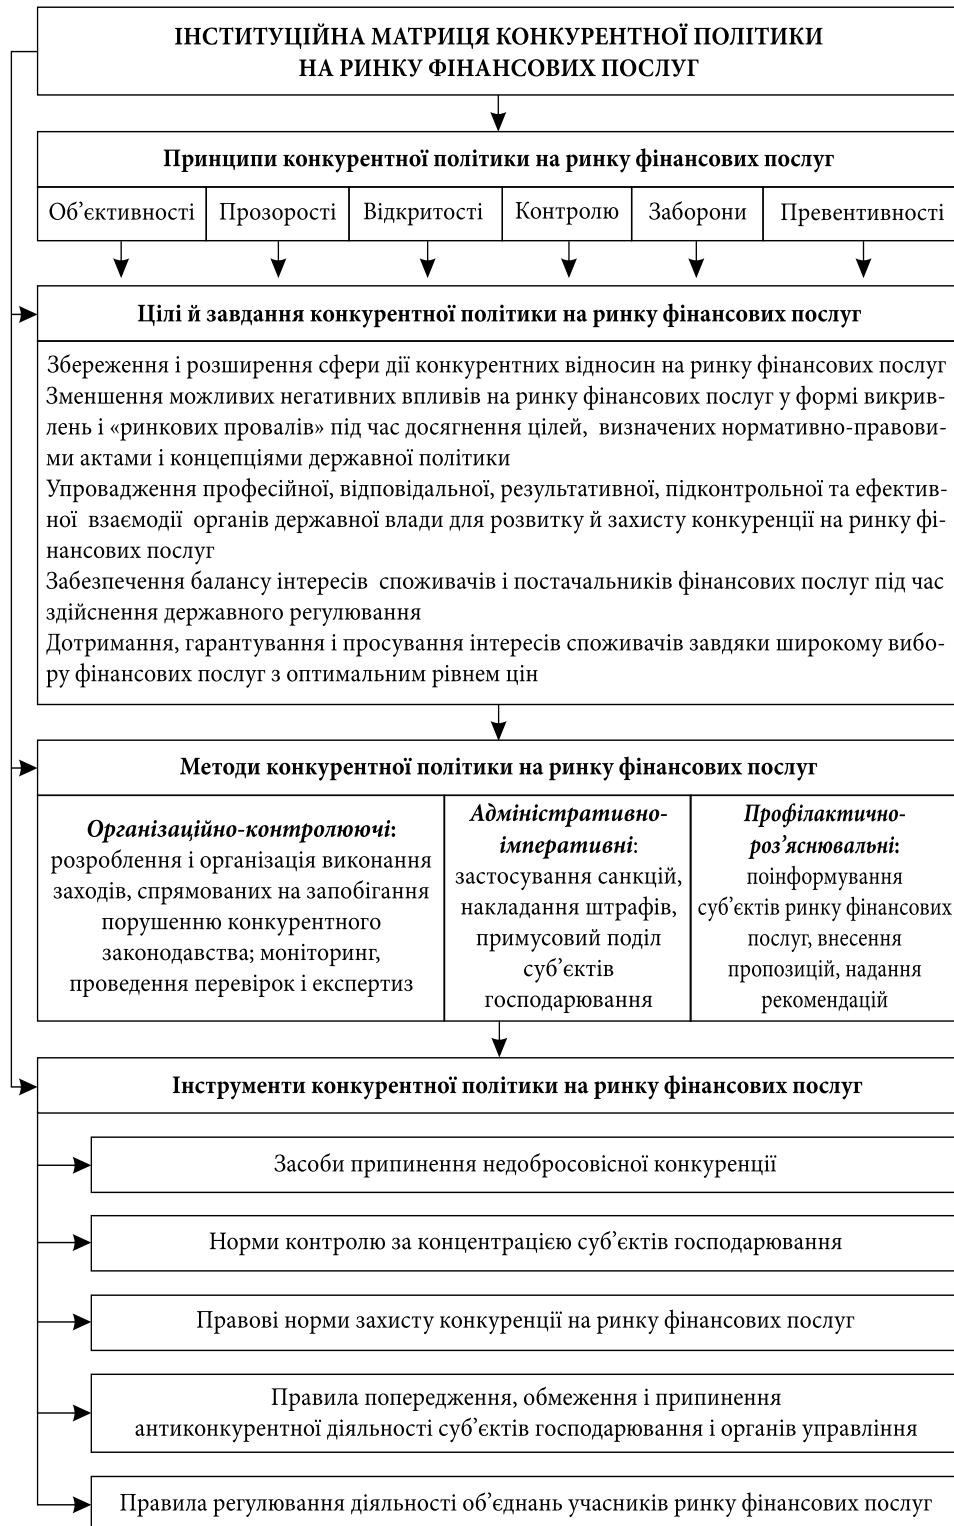 ІНСТИТУЦІЙНА МАТРИЦЯ КОНКУРЕНТНОЇ ПОЛІТИКИ
НА РИНКУ ФІНАНСОВИХ ПОСЛУГ
Принципи конкурентної політики на ринку фінансових послуг
Об’єктивності Прозорості Відкритості Контролю Заборони Превентивності
Цілі й завдання конкурентної політики на ринку фінансових послуг
Збереження і розширення сфери дії конкурентних відносин на ринку фінансових послуг
Зменшення можливих негативних впливів на ринку фінансових послуг у формі викрив-
лень і «ринкових провалів» під час досягнення цілей, визначених нормативно-правови-
ми актами і концепціями державної політики
Упровадження професійної, відповідальної, результативної, підконтрольної та ефектив-
ної взаємодії органів державної влади для розвитку й захисту конкуренції на ринку фі-
нансових послуг
Забезпечення балансу інтересів споживачів і постачальників фінансових послуг під час
здійснення державного регулювання
Дотримання, гарантування і просування інтересів споживачів завдяки широкому вибо-
ру фінансових послуг з оптимальним рівнем цін
Методи конкурентної політики на ринку фінансових послуг
Організаційно-контролюючі:
розроблення і організація виконання
заходів, спрямованих на запобігання
порушенню конкурентного
законодавства; моніторинг,
проведення перевірок і експертиз
Адміністративно-
імперативні:
застосування санкцій,
накладання штрафів,
примусовий поділ
суб’єктів
господарювання
Профілактично-
роз’яснювальні:
поінформування
суб’єктів ринку фінансових
послуг, внесення
пропозицій, надання
рекомендацій
Інструменти конкурентної політики на ринку фінансових послуг
Засоби припинення недобросовісної конкуренції
Норми контролю за концентрацією суб’єктів господарювання
Правові норми захисту конкуренції на ринку фінансових послуг
Правила попередження, обмеження і припинення
антиконкурентної діяльності суб’єктів господарювання і органів управління
Правила регулювання діяльності об’єднань учасників ринку фінансових послуг